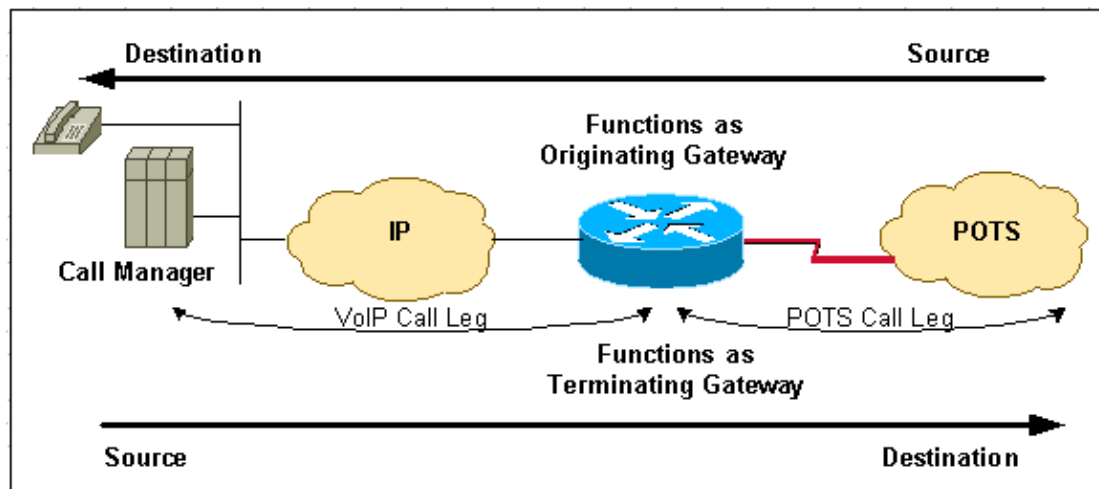 Destination
Source
Functions as
Originating Gateway
IP
POTS
Call Manager
VoIP Call Leg
POTS Call Leg
Functions as
Terminating Gateway
Source
Destination